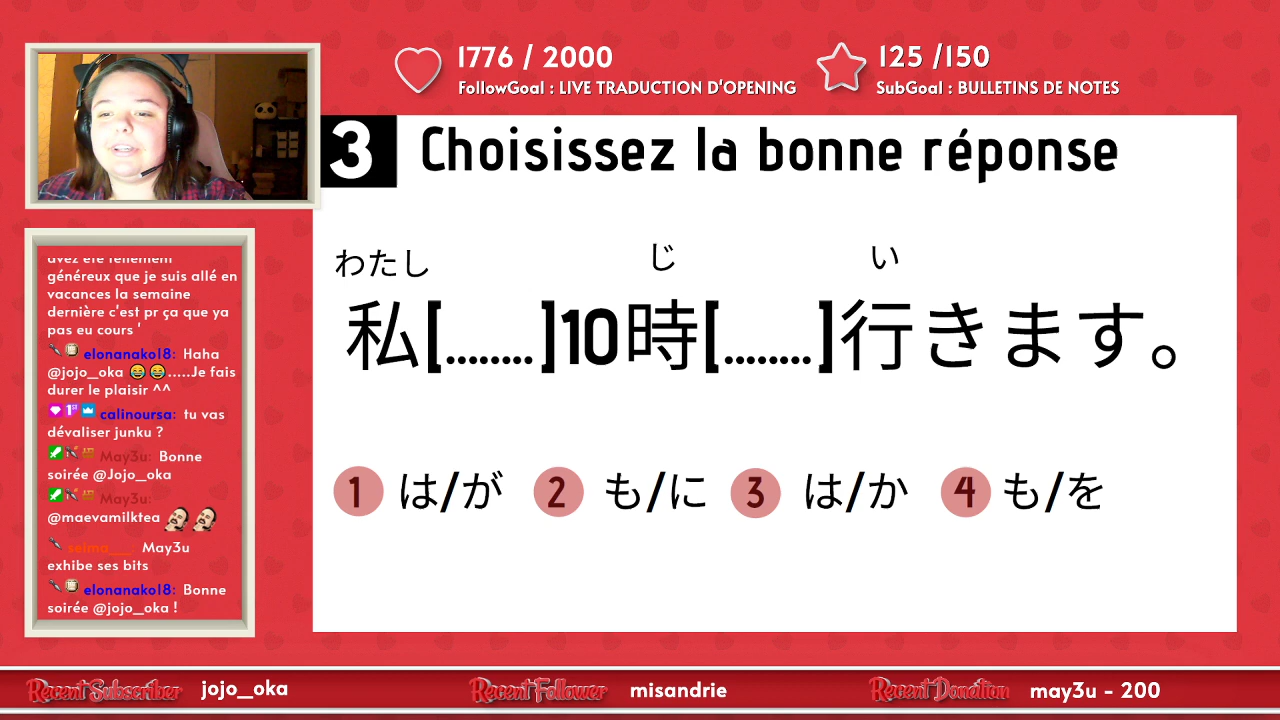 1776 / 2000
FollowGoal : LIVE TRADUCTION D'OPENING
125 /150
SubGoal : BULLETINS DE NOTES
3 Choisissez la bonne réponse
わたし じ い
私[........]10時[........]行きます。
1 は/が 2 も/に 3 は/か 4 も/を
avez été tellement
généreux que je suis allé en
vacances la semaine
dernière c'est pr ça que ya
pas eu cours '
elonanako18: Haha
@jojo_oka 😂😂.....Je fais
durer le plaisir ^^
calinoursa: tu vas
dévaliser junku ?
May3u: Bonne
soirée @Jojo_oka
May3u:
@maevamilktea
seimo___: May3u
exhibe ses bits
elonanako18: Bonne
soirée @jojo_oka !
Recent Subscriber jojo_oka
Recent Follower misandrie
Recent Donation may3u - 200